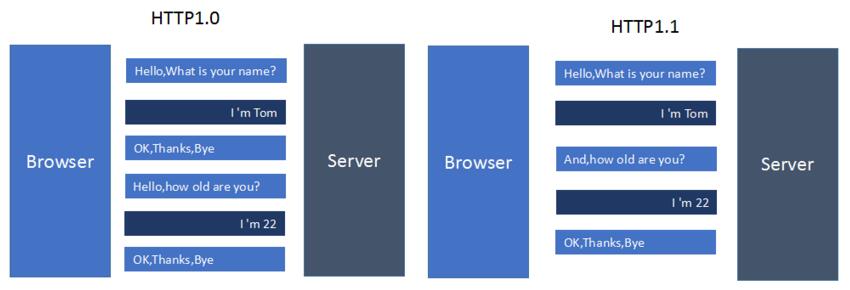 HTTP1.0
Browser
Hello,What is your name?
I 'm Tom
OK,Thanks,Bye
Hello,how old are you?
I 'm 22
OK,Thanks,Bye
Server
HTTP1.1
Browser
Hello,What is your name?
I 'm Tom
And,how old are you?
I 'm 22
OK,Thanks,Bye
Server